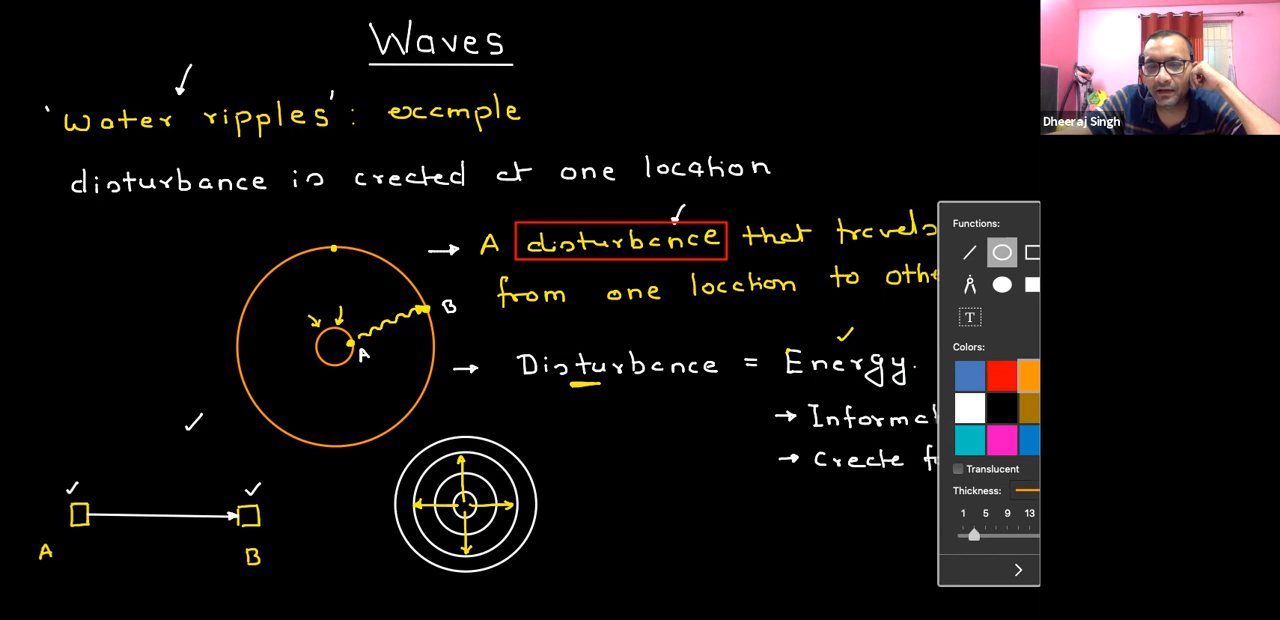 Waves
'water ripples' : example
disturbance is created at one location
→ A disturbance that travels
from one location to othe
B
A
→ Disturbance = Energy.
→ Informat
→ Create f
A
B
Dheeraj Singh
Functions:
T
Colors:
Translucent
Thickness:
1 5 9 13